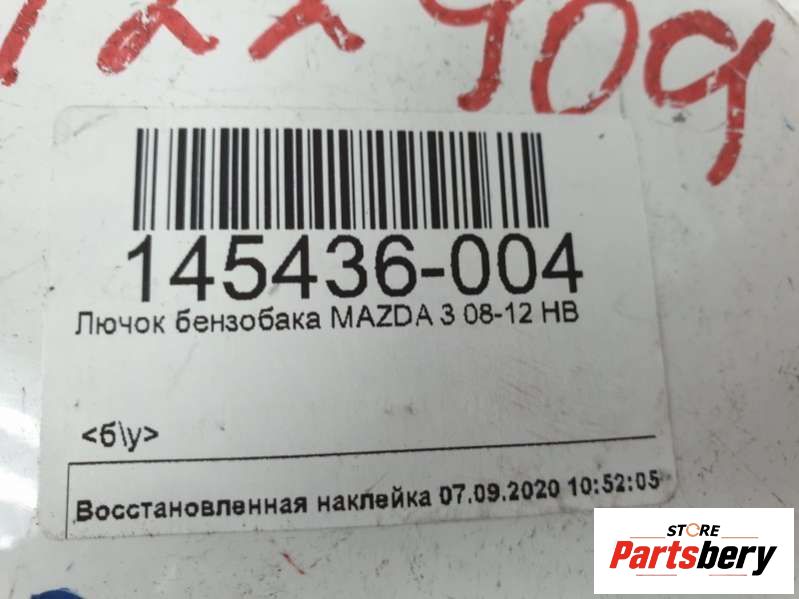 145436-004
Лючок бензобака MAZDA 3 08-12 HB
<б\у>
Восстановленная наклейка 07.09.2020 10:52:05
STORE
Partsbery